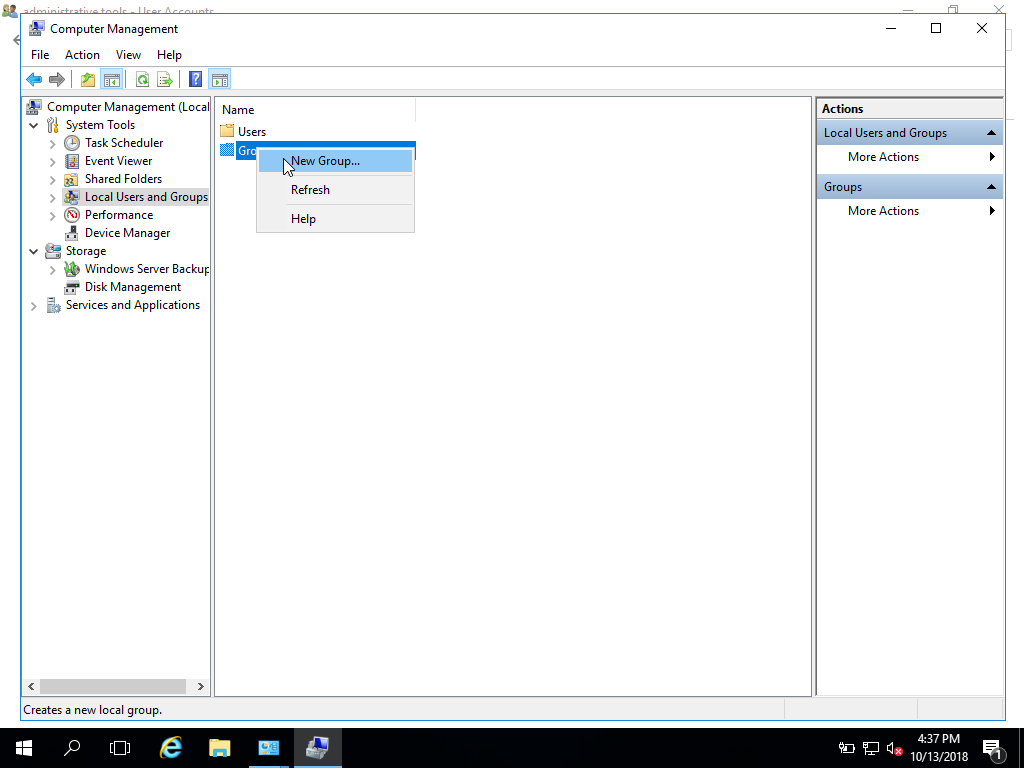 administrative tools - User Accounts
Computer Management
File Action View Help
Computer Management (Local
System Tools
Task Scheduler
Event Viewer
Shared Folders
Local Users and Groups
Performance
Device Manager
Storage
Windows Server Backup
Disk Management
Services and Applications
Name
Users
Gro
New Group...
Refresh
Help
Actions
Local Users and Groups
More Actions
Groups
More Actions
Creates a new local group.
4:37 PM
10/13/2018
1